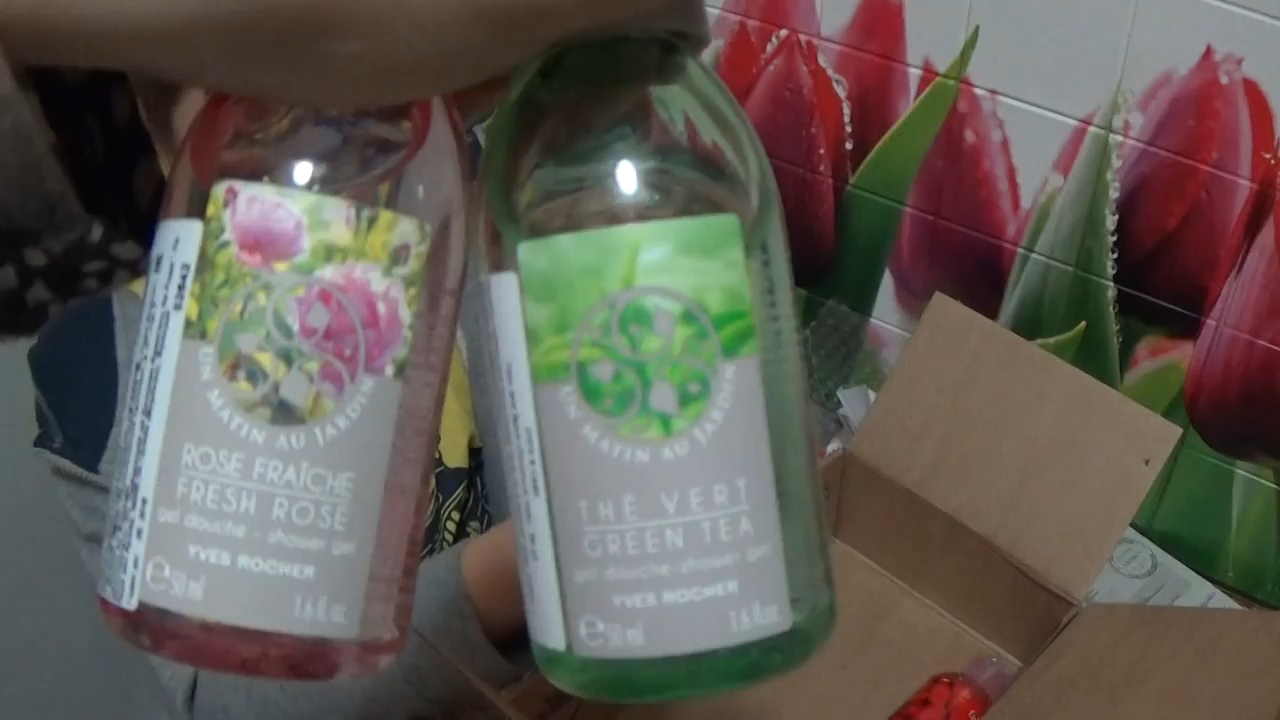 UN MATIN AU JARDIN
ROSE FRAÎCHE
FRESH ROSE
gel douche - shower gel
YVES ROCHER
e 50 ml
1.6 fl. oz.
UN MATIN AU JARDIN
THÉ VERT
GREEN TEA
gel douche - shower gel
YVES ROCHER
e 50 ml
1.6 fl. oz.